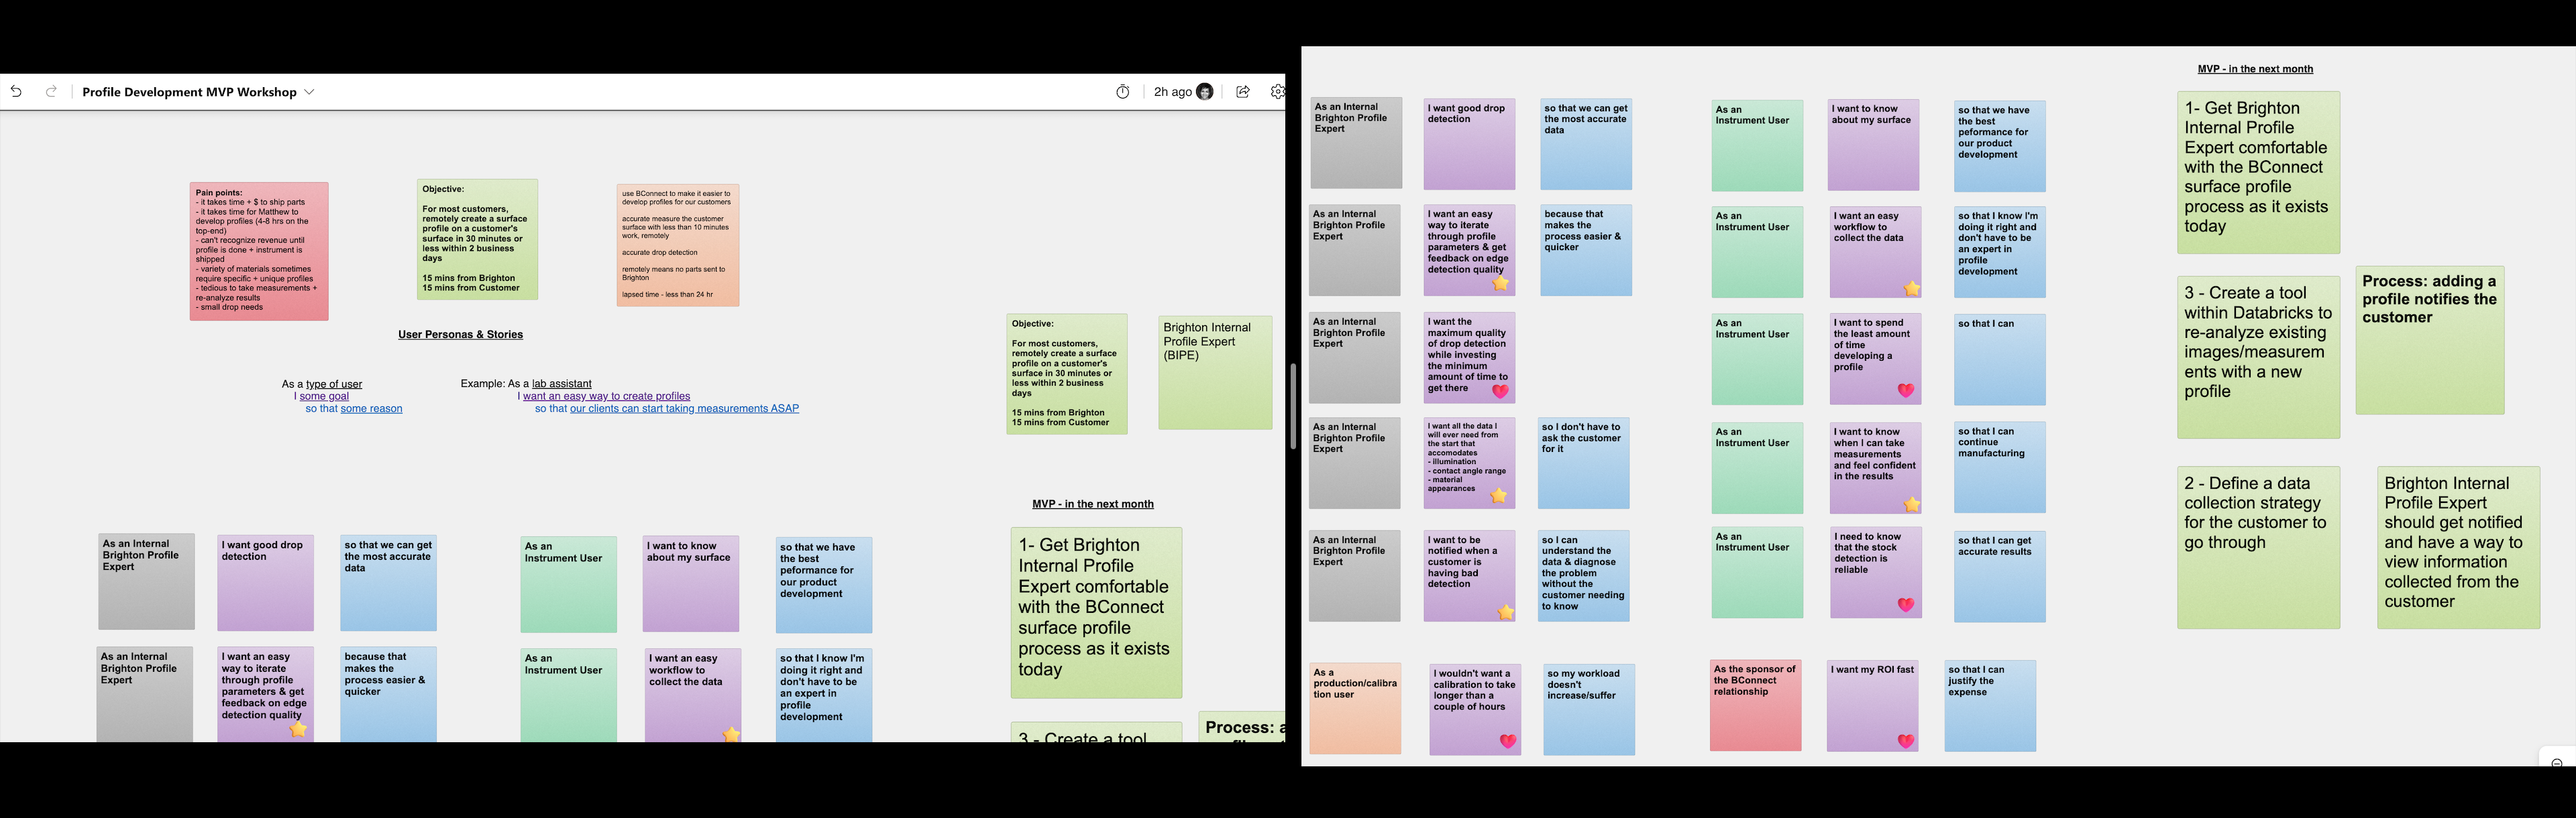 Profile Development MVP Workshop
2h ago
Pain points:
- it takes time + $ to ship parts
- it takes time for Matthew to
develop profiles (4-8 hrs on the
top-end)
- can't recognize revenue until
profile is done + instrument is
shipped
- variety of materials sometimes
require specific + unique profiles
- tedious to take measurements +
re-analyze results
- small drop needs
Objective:
For most customers,
remotely create a surface
profile on a customer's
surface in 30 minutes or
less within 2 business
days
15 mins from Brighton
15 mins from Customer
use BConnect to make it easier to
develop profiles for our customers
accurate measure the customer
surface with less than 10 minutes
work, remotely
accurate drop detection
remotely means no parts sent to
Brighton
lapsed time - less than 24 hr
User Personas & Stories
As a type of user
I some goal
so that some reason
Example: As a lab assistant
I want an easy way to create profiles
so that our clients can start taking measurements ASAP
Objective:
For most customers,
remotely create a surface
profile on a customer's
surface in 30 minutes or
less within 2 business
days
15 mins from Brighton
15 mins from Customer
Brighton Internal
Profile Expert
(BIPE)
As an Internal
Brighton Profile
Expert
I want good drop
detection
so that we can get
the most accurate
data
As an
Instrument User
I want to know
about my surface
so that we have
the best
peformance for
our product
development
As an Internal
Brighton Profile
Expert
I want an easy
way to iterate
through profile
parameters & get
feedback on edge
detection quality
because that
makes the
process easier &
quicker
As an
Instrument User
I want an easy
workflow to
collect the data
so that I know I'm
doing it right and
don't have to be
an expert in
profile
development
MVP - in the next month
1- Get Brighton
Internal Profile
Expert comfortable
with the BConnect
surface profile
process as it exists
today
3 - Create a tool
Process: a
As an Internal
Brighton Profile
Expert
I want good drop
detection
so that we can get
the most accurate
data
As an
Instrument User
I want to know
about my surface
so that we have
the best
peformance for
our product
development
As an Internal
Brighton Profile
Expert
I want an easy
way to iterate
through profile
parameters & get
feedback on edge
detection quality
because that
makes the
process easier &
quicker
As an
Instrument User
I want an easy
workflow to
collect the data
so that I know I'm
doing it right and
don't have to be
an expert in
profile
development
As an Internal
Brighton Profile
Expert
I want the
maximum quality
of drop detection
while investing
the minimum
amount of time to
get there
As an
Instrument User
I want to spend
the least amount
of time
developing a
profile
so that I can
As an Internal
Brighton Profile
Expert
I want all the data I
will ever need from
the start that
accomodates
- illumination
- contact angle range
- material
appearances
so I don't have to
ask the customer
for it
As an
Instrument User
I want to know
when I can take
measurements
and feel confident
in the results
so that I can
continue
manufacturing
As an Internal
Brighton Profile
Expert
I want to be
notified when a
customer is
having bad
detection
so I can
understand the
data & diagnose
the problem
without the
customer needing
to know
As an
Instrument User
I need to know
that the stock
detection is
reliable
so that I can get
accurate results
As a
production/calibra
tion user
I wouldn't want a
calibration to take
longer than a
couple of hours
so my workload
doesn't
increase/suffer
As the sponsor of
the BConnect
relationship
I want my ROI fast
so that I can
justify the
expense
MVP - in the next month
1- Get Brighton
Internal Profile
Expert comfortable
with the BConnect
surface profile
process as it exists
today
3 - Create a tool
within Databricks to
re-analyze existing
images/measurem
ents with a new
profile
Process: adding a
profile notifies the
customer
2 - Define a data
collection strategy
for the customer to
go through
Brighton Internal
Profile Expert
should get notified
and have a way to
view information
collected from the
customer